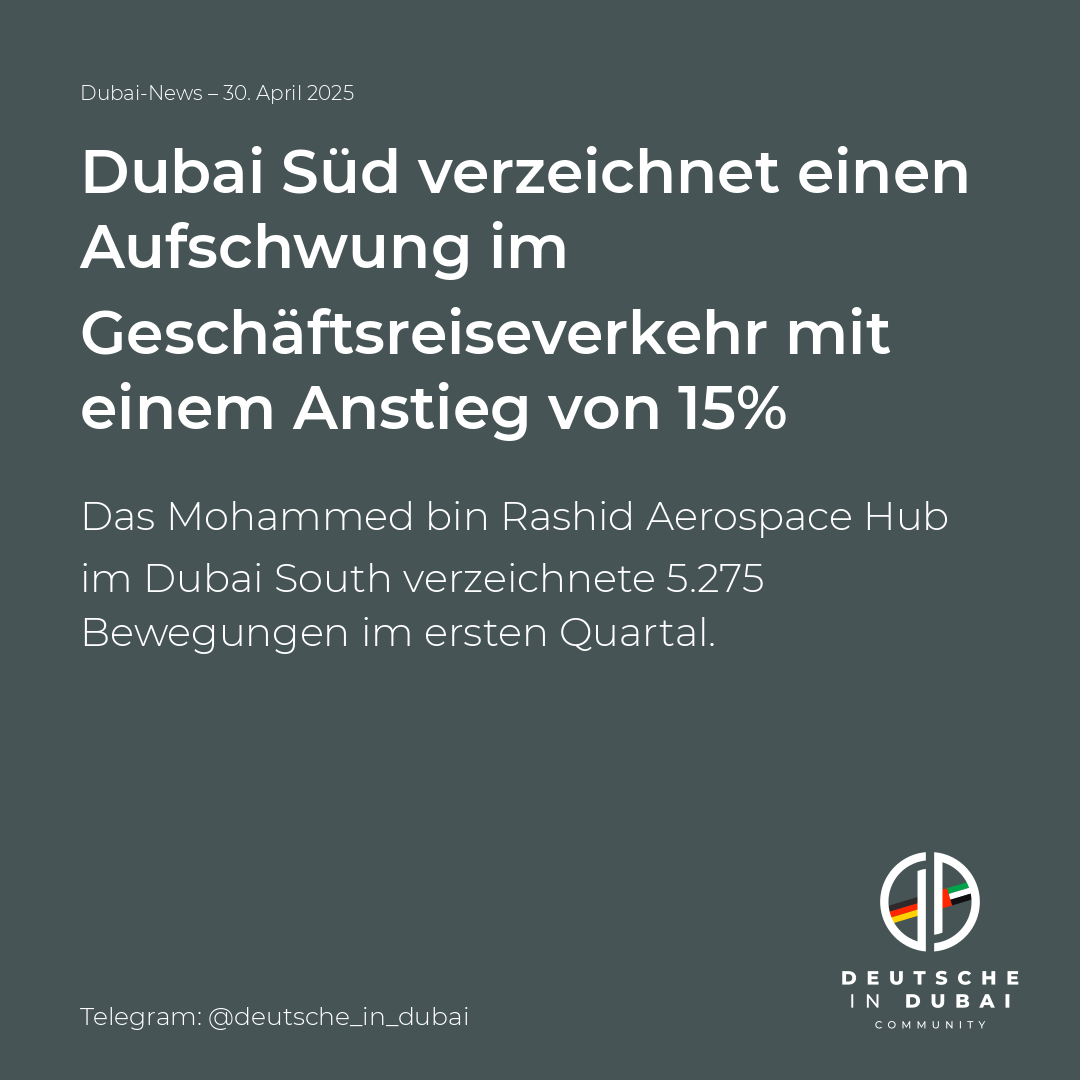 Dubai-News – 30. April 2025
Dubai Süd verzeichnet einen
Aufschwung im
Geschäftsreiseverkehr mit
einem Anstieg von 15%
Das Mohammed bin Rashid Aerospace Hub
im Dubai South verzeichnete 5.275
Bewegungen im ersten Quartal.
DEUTSCHE
IN DUBAI
COMMUNITY
Telegram: @deutsche_in_dubai